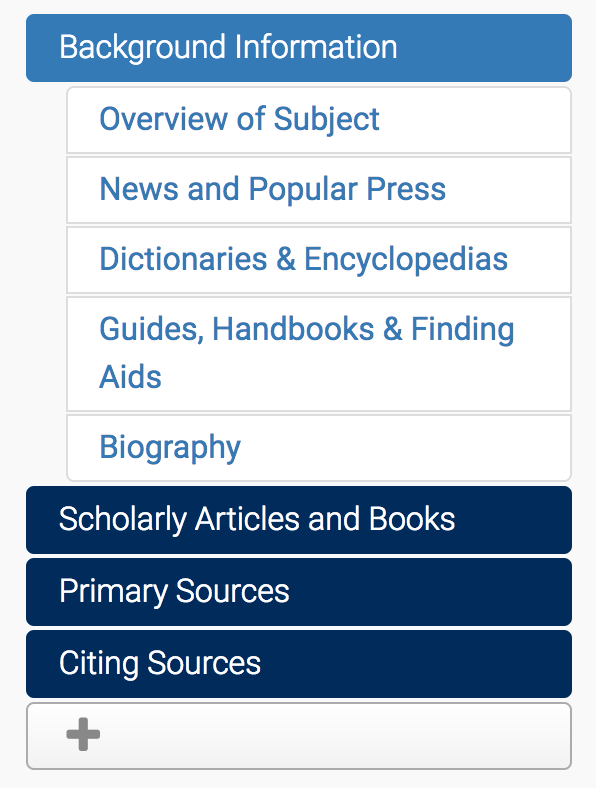 Background Information
Overview of Subject
News and Popular Press
Dictionaries & Encyclopedias
Guides, Handbooks & Finding
Aids
Biography
Scholarly Articles and Books
Primary Sources
Citing Sources